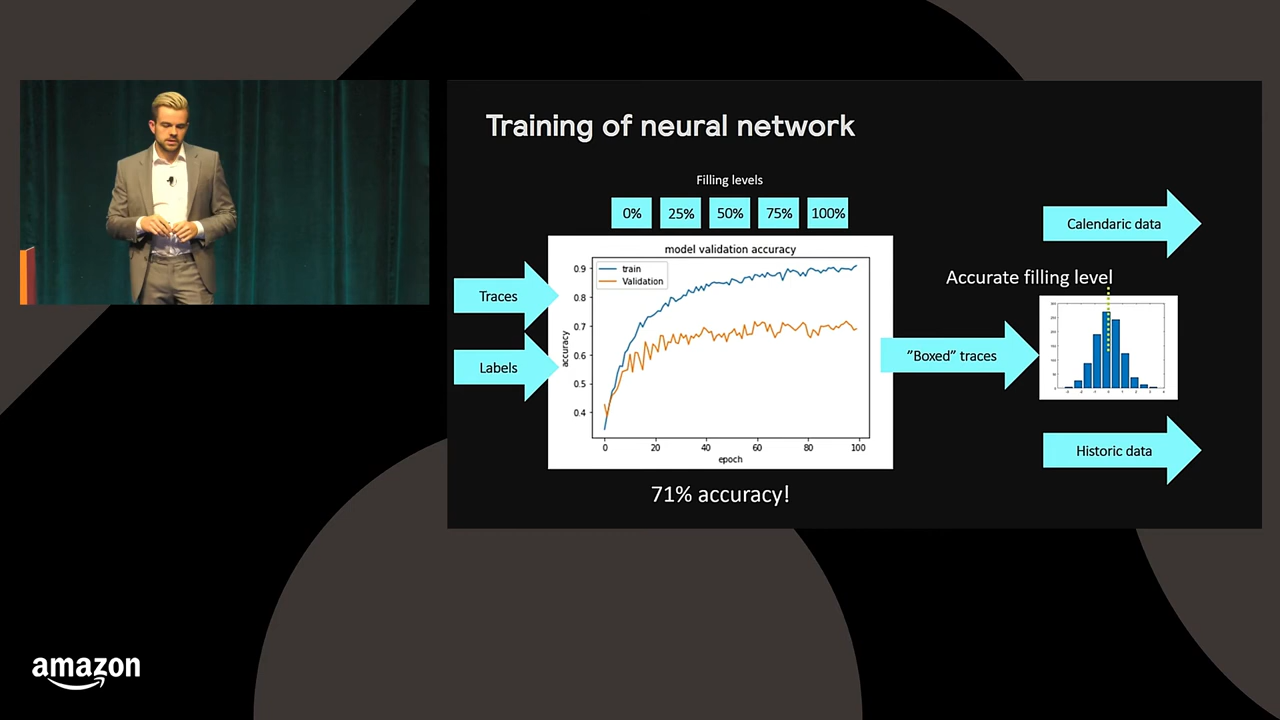 Training of neural network
Filling levels
0% 25% 50% 75% 100%
model validation accuracy
train
Validation
0.9
0.8
0.7
0.6
0.5
0.4
accuracy
0 20 40 60 80 100
epoch
Traces
Labels
71% accuracy!
"Boxed" traces
Calendaric data
Accurate filling level
Historic data
amazon